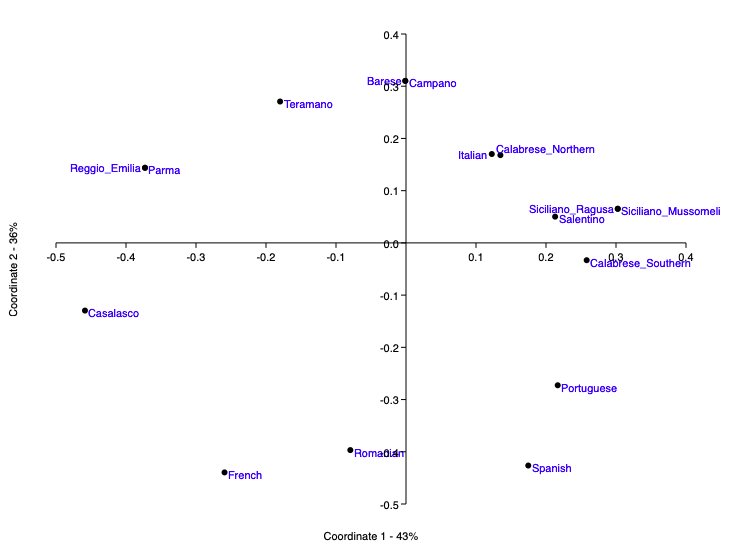 0.4
Barese
Campano
0.3
Teramano
0.2
Calabrese_Northern
Italian
Reggio_Emilia
Parma
0.1
Siciliano_Ragusa
Siciliano_Mussomeli
Salentino
0.0
-0.5 -0.4 -0.3 -0.2 -0.1 0.1 0.2 0.3 0.4
Calabrese_Southern
Coordinate 2 - 36%
-0.1
Casalasco
-0.2
-0.3
Portuguese
Romanian
-0.4
Spanish
French
-0.5
Coordinate 1 - 43%